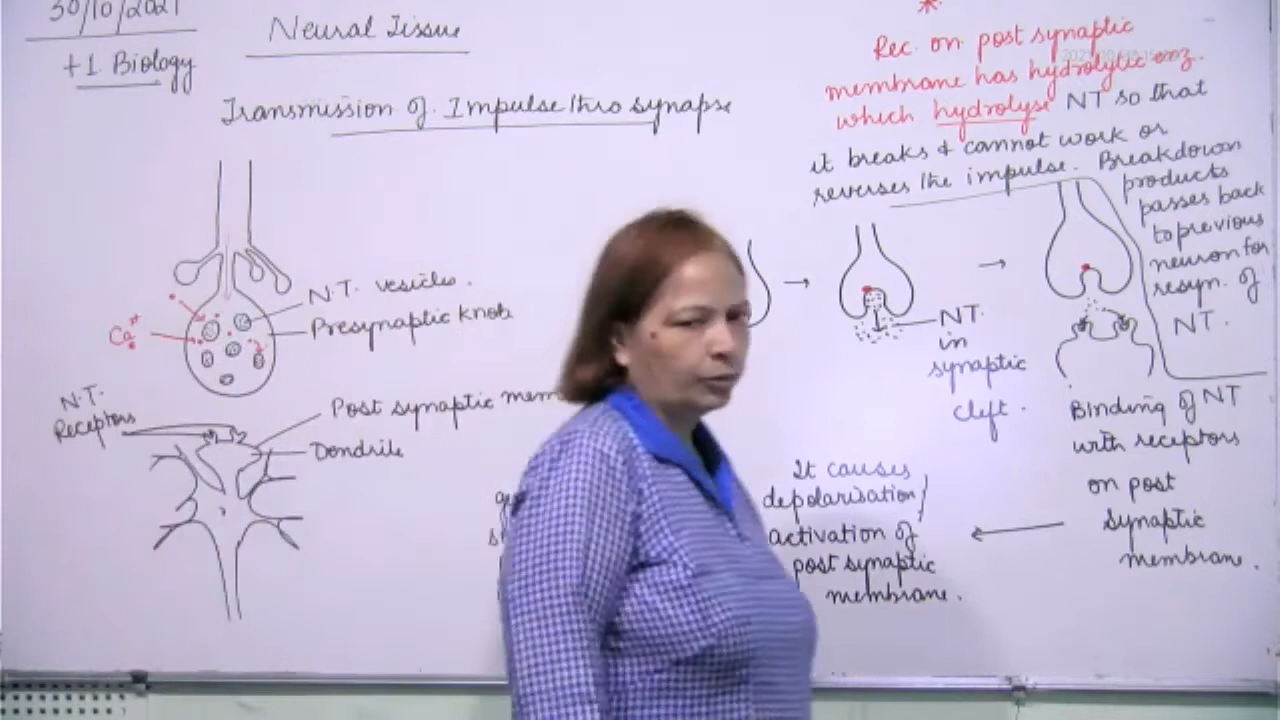 30/10/2021
+1 Biology
Neural Tissue
Transmission of Impulse thro synapse
N.T. vesicles.
Presynaptic knob
Ca++
N.T.
Receptors
Post synaptic mem
Dendrite
*
Rec. on post synaptic
membrane has hydrolytic enz.
which hydrolyse NT so that
it breaks & cannot work or
reverses the impulse. Breakdown
products
passes back
to previous
neuron for
resyn. of
NT.
NT
in
synaptic
cleft.
Binding of NT
with receptors
on post
synaptic
membrane.
It causes
depolarisation/
activation of
post synaptic
membrane.